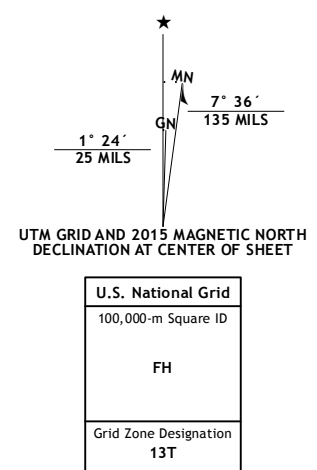 ★
MN
7° 36´
135 MILS
GN
1° 24´
25 MILS
UTM GRID AND 2015 MAGNETIC NORTH
DECLINATION AT CENTER OF SHEET
U.S. National Grid
100,000-m Square ID
FH
Grid Zone Designation
13T